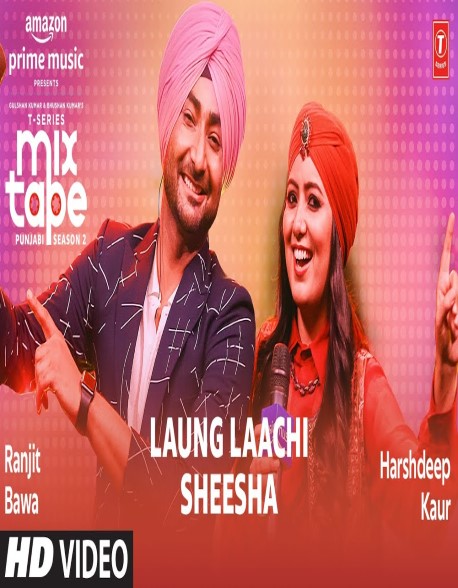 amazon
prime music
PRESENTS
GULSHAN KUMAR & BHUSHAN KUMAR'S
T-SERIES
mix
tape
PUNJABI SEASON 2
T
T-SERIES
LAUNG LAACHI
SHEESHA
Ranjit
Bawa
Harshdeep
Kaur
HD VIDEO